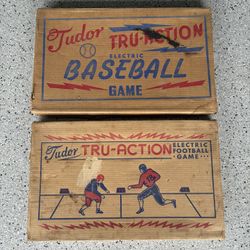 Tudor TRU-ACTION
ELECTRIC
BASEBALL
GAME
Tudor TRU-ACTION ELECTRIC
FOOTBALL
GAME...